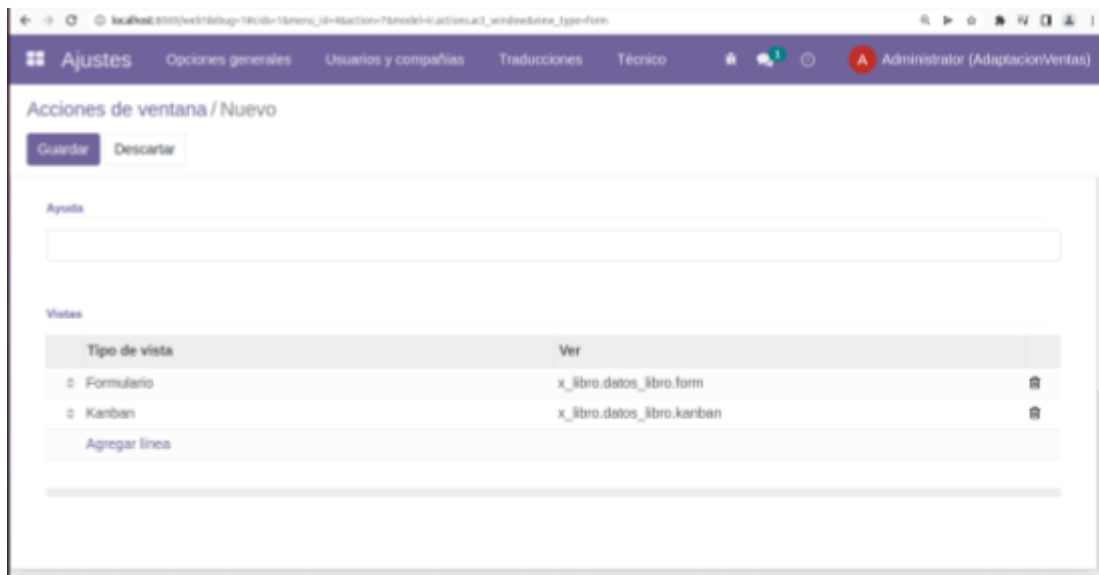 Ajustes Opciones generales Usuarios y compañías Traducciones Técnico 1 A Administrator (AdaptacionVentas)
Acciones de ventana / Nuevo
Guardar Descartar
Ayuda
Vistas
Tipo de vista Ver
Formulario x_libro.datos_libro.form
Kanban x_libro.datos_libro.kanban
Agregar línea